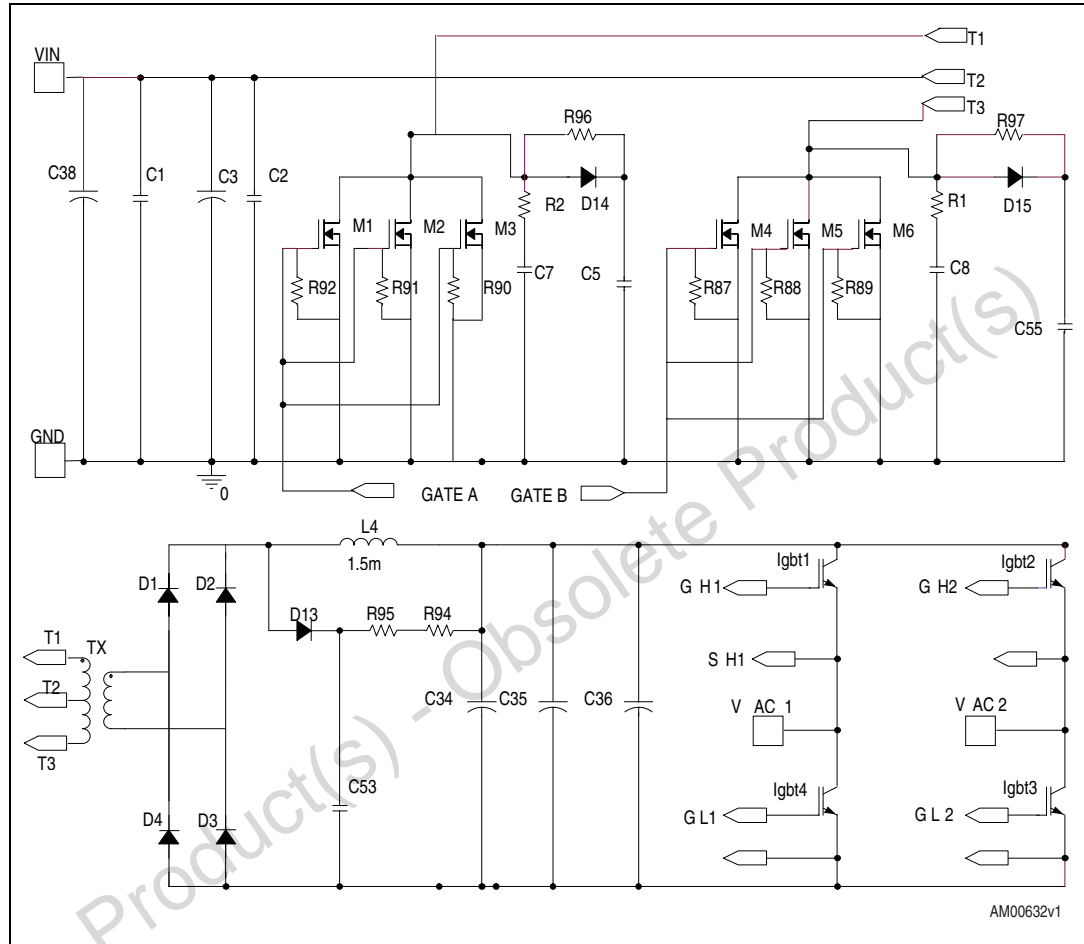 T1
VIN
T2
T3
R96
R97
C38
C1
C3
C2
R2
D14
R1
D15
M1
M2
M3
M4
M5
M6
C7
C5
C8
R92
R91
R90
R87
R88
R89
C55
GND
0
GATE A
GATE B
L4
1.5m
Igbt1
Igbt2
D1
D2
G H1
G H2
D13
R95
R94
T1
TX
S H1
T2
C34
C35
C36
V AC 1
V AC 2
T3
C53
Igbt4
Igbt3
D4
D3
G L1
G L 2
AM00632v1
Product(s) - Obsolete Product(s)